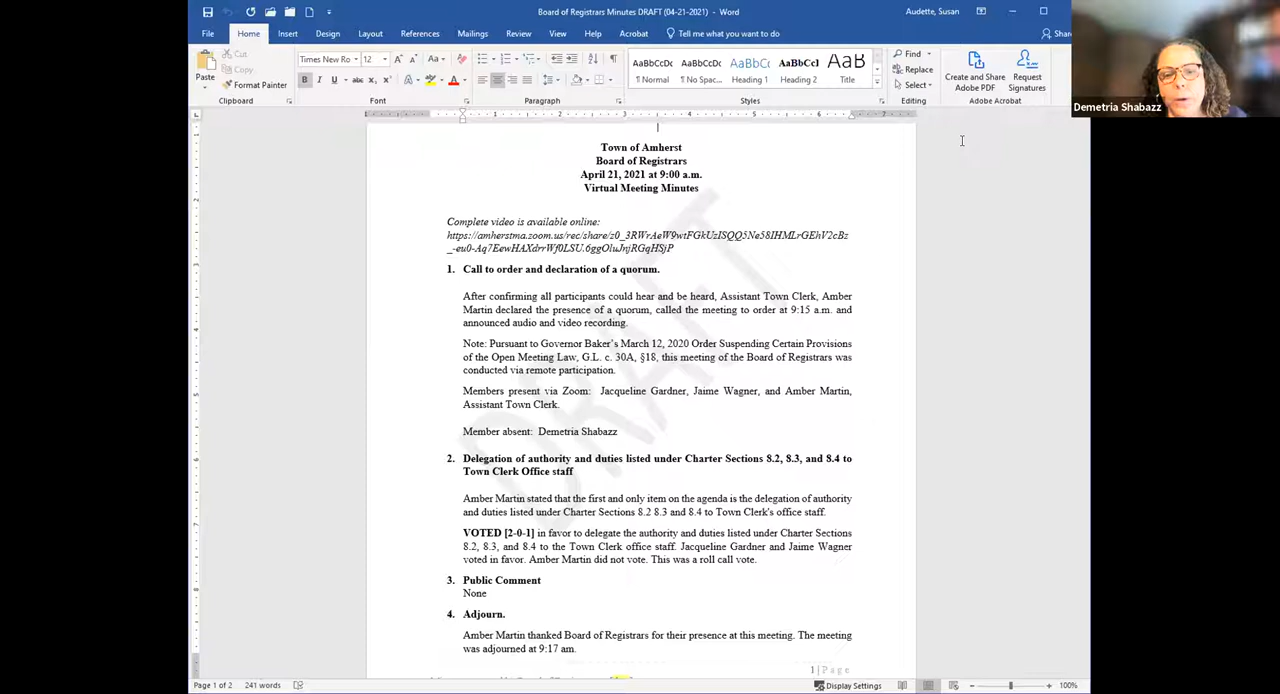 Board of Registrars Minutes DRAFT (04-21-2021) - Word
Audette, Susan
File Home Insert Design Layout References Mailings Review View Help Acrobat Tell me what you want to do
Share
Paste
Cut
Copy
Format Painter
Clipboard
Times New Ro 12
Font
Paragraph
AaBbCcDc AaBbCcDc AaBbCc AaBbCcI AaB
¶ Normal ¶ No Spac... Heading 1 Heading 2 Title
Styles
Find
Replace
Select
Editing
Create and Share Adobe PDF
Request Signatures
Adobe Acrobat
Demetria Shabazz
Town of Amherst
Board of Registrars
April 21, 2021 at 9:00 a.m.
Virtual Meeting Minutes
Complete video is available online:
1. Call to order and declaration of a quorum.
After confirming all participants could hear and be heard, Assistant Town Clerk, Amber
Martin declared the presence of a quorum, called the meeting to order at 9:15 a.m. and
announced audio and video recording.
Note: Pursuant to Governor Baker's March 12, 2020 Order Suspending Certain Provisions
of the Open Meeting Law, G.L. c. 30A, §18, this meeting of the Board of Registrars was
conducted via remote participation.
Members present via Zoom: Jacqueline Gardner, Jaime Wagner, and Amber Martin,
Assistant Town Clerk.
Member absent: Demetria Shabazz
2. Delegation of authority and duties listed under Charter Sections 8.2, 8.3, and 8.4 to
Town Clerk Office staff
Amber Martin stated that the first and only item on the agenda is the delegation of authority
and duties listed under Charter Sections 8.2 8.3 and 8.4 to Town Clerk's office staff.
VOTED [2-0-1] in favor to delegate the authority and duties listed under Charter Sections
8.2, 8.3, and 8.4 to the Town Clerk office staff. Jacqueline Gardner and Jaime Wagner
voted in favor. Amber Martin did not vote. This was a roll call vote.
3. Public Comment
None
4. Adjourn.
Amber Martin thanked Board of Registrars for their presence at this meeting. The meeting
was adjourned at 9:17 am.
1 | Page
DRAFT
Page 1 of 2 241 words
Display Settings
100%